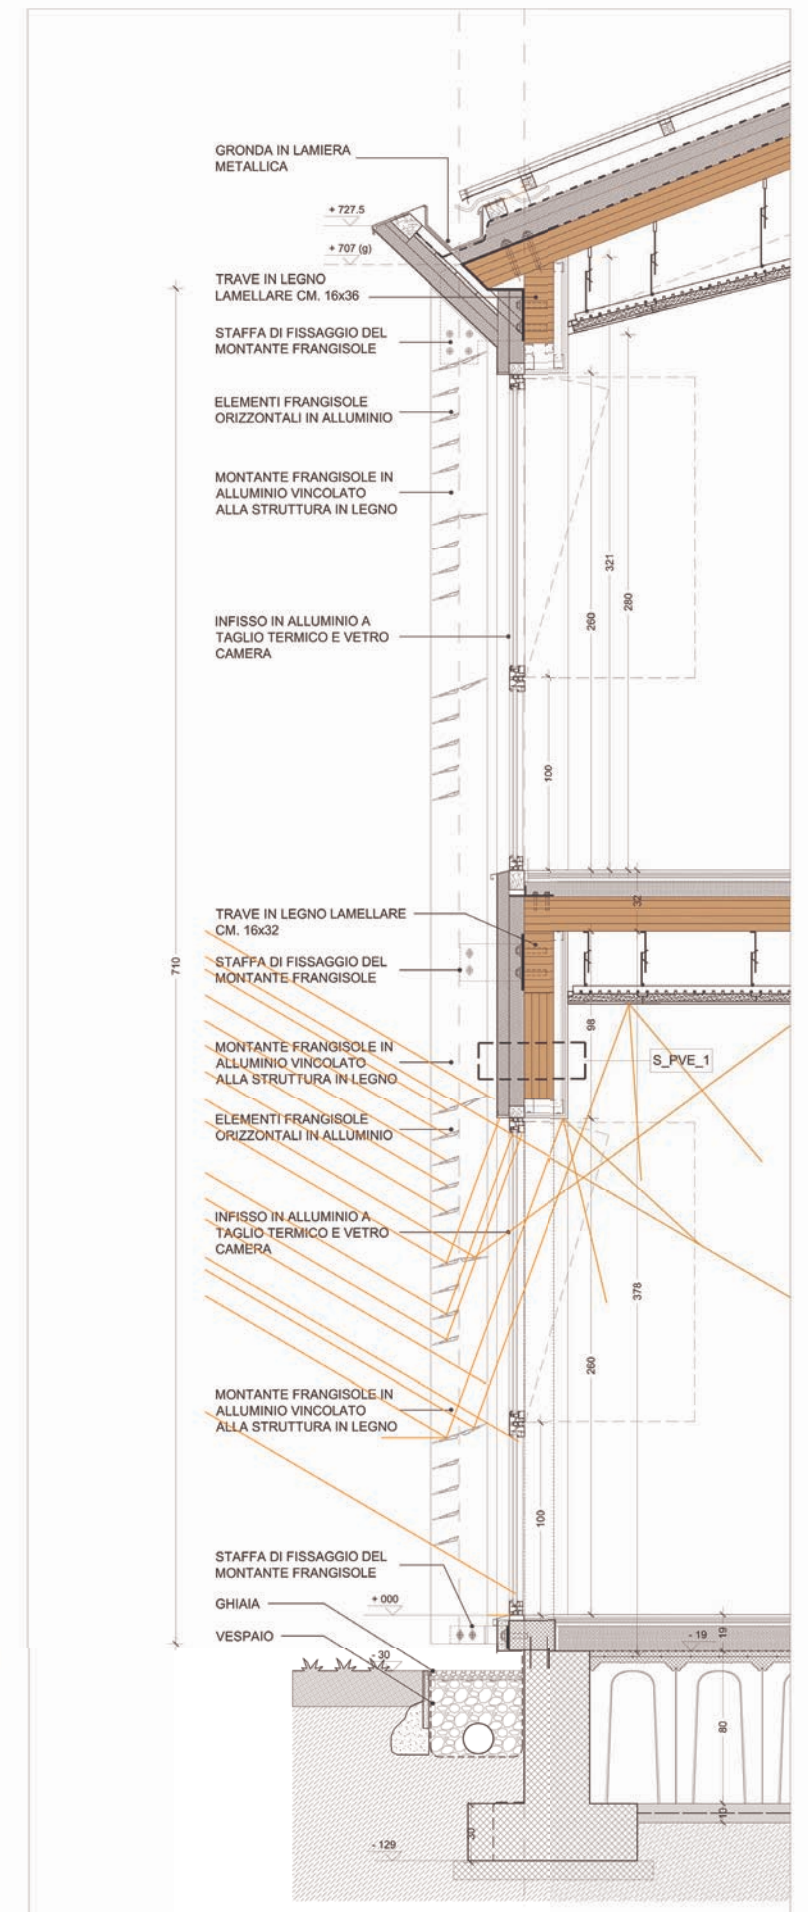 GRONDA IN LAMIERA
METALLICA
+ 727.5
+ 707 (g)
TRAVE IN LEGNO
LAMELLARE CM. 16x36
STAFFA DI FISSAGGIO DEL
MONTANTE FRANGISOLE
ELEMENTI FRANGISOLE
ORIZZONTALI IN ALLUMINIO
MONTANTE FRANGISOLE IN
ALLUMINIO VINCOLATO
ALLA STRUTTURA IN LEGNO
321
280
260
INFISSO IN ALLUMINIO A
TAGLIO TERMICO E VETRO
CAMERA
100
32
TRAVE IN LEGNO LAMELLARE
CM. 16x32
710
STAFFA DI FISSAGGIO DEL
MONTANTE FRANGISOLE
98
MONTANTE FRANGISOLE IN
ALLUMINIO VINCOLATO
ALLA STRUTTURA IN LEGNO
S_PVE_1
ELEMENTI FRANGISOLE
ORIZZONTALI IN ALLUMINIO
INFISSO IN ALLUMINIO A
TAGLIO TERMICO E VETRO
CAMERA
378
260
MONTANTE FRANGISOLE IN
ALLUMINIO VINCOLATO
ALLA STRUTTURA IN LEGNO
100
STAFFA DI FISSAGGIO DEL
MONTANTE FRANGISOLE
+ 000
GHIAIA
VESPAIO
- 19
19
- 30
80
10
30
- 129